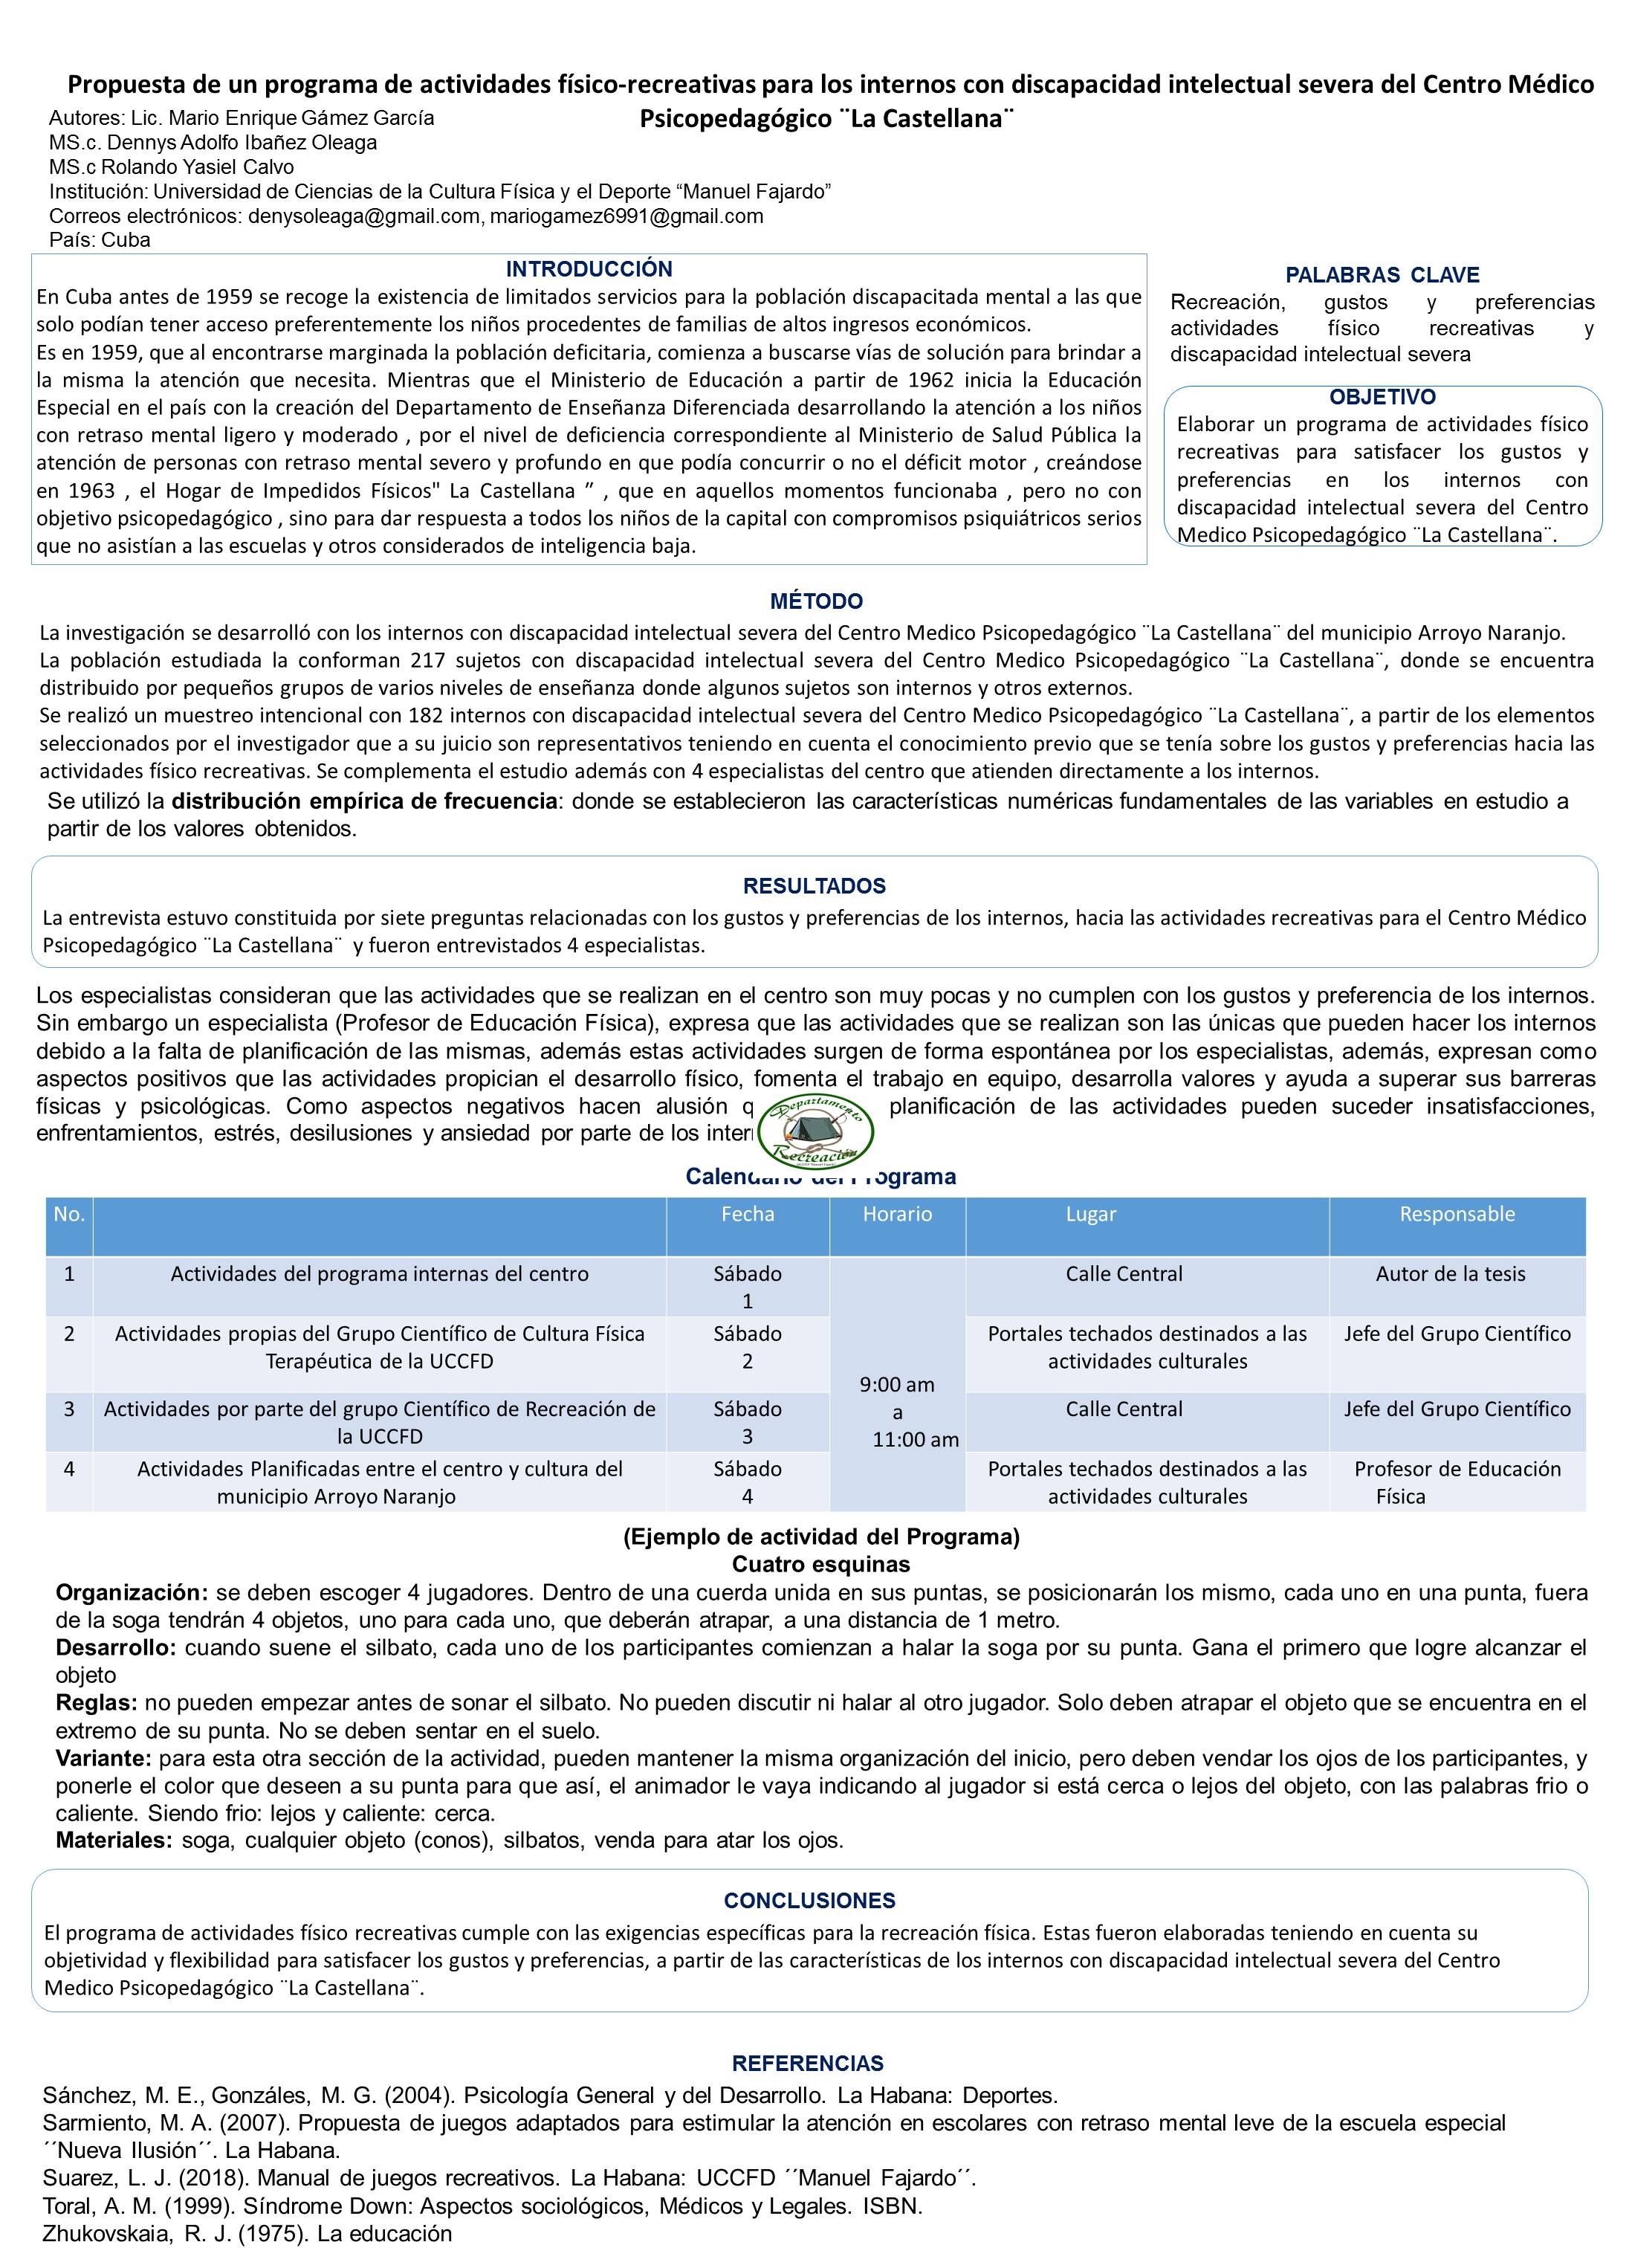 Propuesta de un programa de actividades físico-recreativas para los internos con discapacidad intelectual severa del Centro Médico
Psicopedagógico ¨La Castellana¨
Autores: Lic. Mario Enrique Gámez García
MS.c. Dennys Adolfo Ibañez Oleaga
MS.c Rolando Yasiel Calvo
Institución: Universidad de Ciencias de la Cultura Física y el Deporte “Manuel Fajardo”
Correos electrónicos: denysoleaga@gmail.com, mariogamez6991@gmail.com
País: Cuba
INTRODUCCIÓN
En Cuba antes de 1959 se recoge la existencia de limitados servicios para la población discapacitada mental a las que
solo podían tener acceso preferentemente los niños procedentes de familias de altos ingresos económicos.
Es en 1959, que al encontrarse marginada la población deficitaria, comienza a buscarse vías de solución para brindar a
la misma la atención que necesita. Mientras que el Ministerio de Educación a partir de 1962 inicia la Educación
Especial en el país con la creación del Departamento de Enseñanza Diferenciada desarrollando la atención a los niños
con retraso mental ligero y moderado , por el nivel de deficiencia correspondiente al Ministerio de Salud Pública la
atención de personas con retraso mental severo y profundo en que podía concurrir o no el déficit motor , creándose
en 1963 , el Hogar de Impedidos Físicos" La Castellana ” , que en aquellos momentos funcionaba , pero no con
objetivo psicopedagógico , sino para dar respuesta a todos los niños de la capital con compromisos psiquiátricos serios
que no asistían a las escuelas y otros considerados de inteligencia baja.
PALABRAS CLAVE
Recreación, gustos y preferencias
actividades físico recreativas y
discapacidad intelectual severa
OBJETIVO
Elaborar un programa de actividades físico
recreativas para satisfacer los gustos y
preferencias en los internos con
discapacidad intelectual severa del Centro
Medico Psicopedagógico ¨La Castellana¨.
MÉTODO
La investigación se desarrolló con los internos con discapacidad intelectual severa del Centro Medico Psicopedagógico ¨La Castellana¨ del municipio Arroyo Naranjo.
La población estudiada la conforman 217 sujetos con discapacidad intelectual severa del Centro Medico Psicopedagógico ¨La Castellana¨, donde se encuentra
distribuido por pequeños grupos de varios niveles de enseñanza donde algunos sujetos son internos y otros externos.
Se realizó un muestreo intencional con 182 internos con discapacidad intelectual severa del Centro Medico Psicopedagógico ¨La Castellana¨, a partir de los elementos
seleccionados por el investigador que a su juicio son representativos teniendo en cuenta el conocimiento previo que se tenía sobre los gustos y preferencias hacia las
actividades físico recreativas. Se complementa el estudio además con 4 especialistas del centro que atienden directamente a los internos.
Se utilizó la distribución empírica de frecuencia: donde se establecieron las características numéricas fundamentales de las variables en estudio a
partir de los valores obtenidos.
RESULTADOS
La entrevista estuvo constituida por siete preguntas relacionadas con los gustos y preferencias de los internos, hacia las actividades recreativas para el Centro Médico
Psicopedagógico ¨La Castellana¨ y fueron entrevistados 4 especialistas.
Los especialistas consideran que las actividades que se realizan en el centro son muy pocas y no cumplen con los gustos y preferencia de los internos.
Sin embargo un especialista (Profesor de Educación Física), expresa que las actividades que se realizan son las únicas que pueden hacer los internos
debido a la falta de planificación de las mismas, además estas actividades surgen de forma espontánea por los especialistas, además, expresan como
aspectos positivos que las actividades propician el desarrollo físico, fomenta el trabajo en equipo, desarrolla valores y ayuda a superar sus barreras
físicas y psicológicas. Como aspectos negativos hacen alusión planificación de las actividades pueden suceder insatisfacciones,
enfrentamientos, estrés, desilusiones y ansiedad por parte de los
Departamento
Recreación
Calendario del Programa
No. Fecha Horario Lugar Responsable
1 Actividades del programa internas del centro Sábado Calle Central Autor de la tesis
1
2 Actividades propias del Grupo Científico de Cultura Física Sábado Portales techados destinados a las Jefe del Grupo Científico
Terapéutica de la UCCFD 2 actividades culturales
9:00 am
3 Actividades por parte del grupo Científico de Recreación de Sábado a Calle Central Jefe del Grupo Científico
la UCCFD 3 11:00 am
4 Actividades Planificadas entre el centro y cultura del Sábado Portales techados destinados a las Profesor de Educación
municipio Arroyo Naranjo 4 actividades culturales Física
(Ejemplo de actividad del Programa)
Cuatro esquinas
Organización: se deben escoger 4 jugadores. Dentro de una cuerda unida en sus puntas, se posicionarán los mismo, cada uno en una punta, fuera
de la soga tendrán 4 objetos, uno para cada uno, que deberán atrapar, a una distancia de 1 metro.
Desarrollo: cuando suene el silbato, cada uno de los participantes comienzan a halar la soga por su punta. Gana el primero que logre alcanzar el
objeto
Reglas: no pueden empezar antes de sonar el silbato. No pueden discutir ni halar al otro jugador. Solo deben atrapar el objeto que se encuentra en el
extremo de su punta. No se deben sentar en el suelo.
Variante: para esta otra sección de la actividad, pueden mantener la misma organización del inicio, pero deben vendar los ojos de los participantes, y
ponerle el color que deseen a su punta para que así, el animador le vaya indicando al jugador si está cerca o lejos del objeto, con las palabras frio o
caliente. Siendo frio: lejos y caliente: cerca.
Materiales: soga, cualquier objeto (conos), silbatos, venda para atar los ojos.
CONCLUSIONES
El programa de actividades físico recreativas cumple con las exigencias específicas para la recreación física. Estas fueron elaboradas teniendo en cuenta su
objetividad y flexibilidad para satisfacer los gustos y preferencias, a partir de las características de los internos con discapacidad intelectual severa del Centro
Medico Psicopedagógico ¨La Castellana¨.
REFERENCIAS
Sánchez, M. E., Gonzáles, M. G. (2004). Psicología General y del Desarrollo. La Habana: Deportes.
Sarmiento, M. A. (2007). Propuesta de juegos adaptados para estimular la atención en escolares con retraso mental leve de la escuela especial
´´Nueva Ilusión´´. La Habana.
Suarez, L. J. (2018). Manual de juegos recreativos. La Habana: UCCFD ´´Manuel Fajardo´´.
Toral, A. M. (1999). Síndrome Down: Aspectos sociológicos, Médicos y Legales. ISBN.
Zhukovskaia, R. J. (1975). La educación